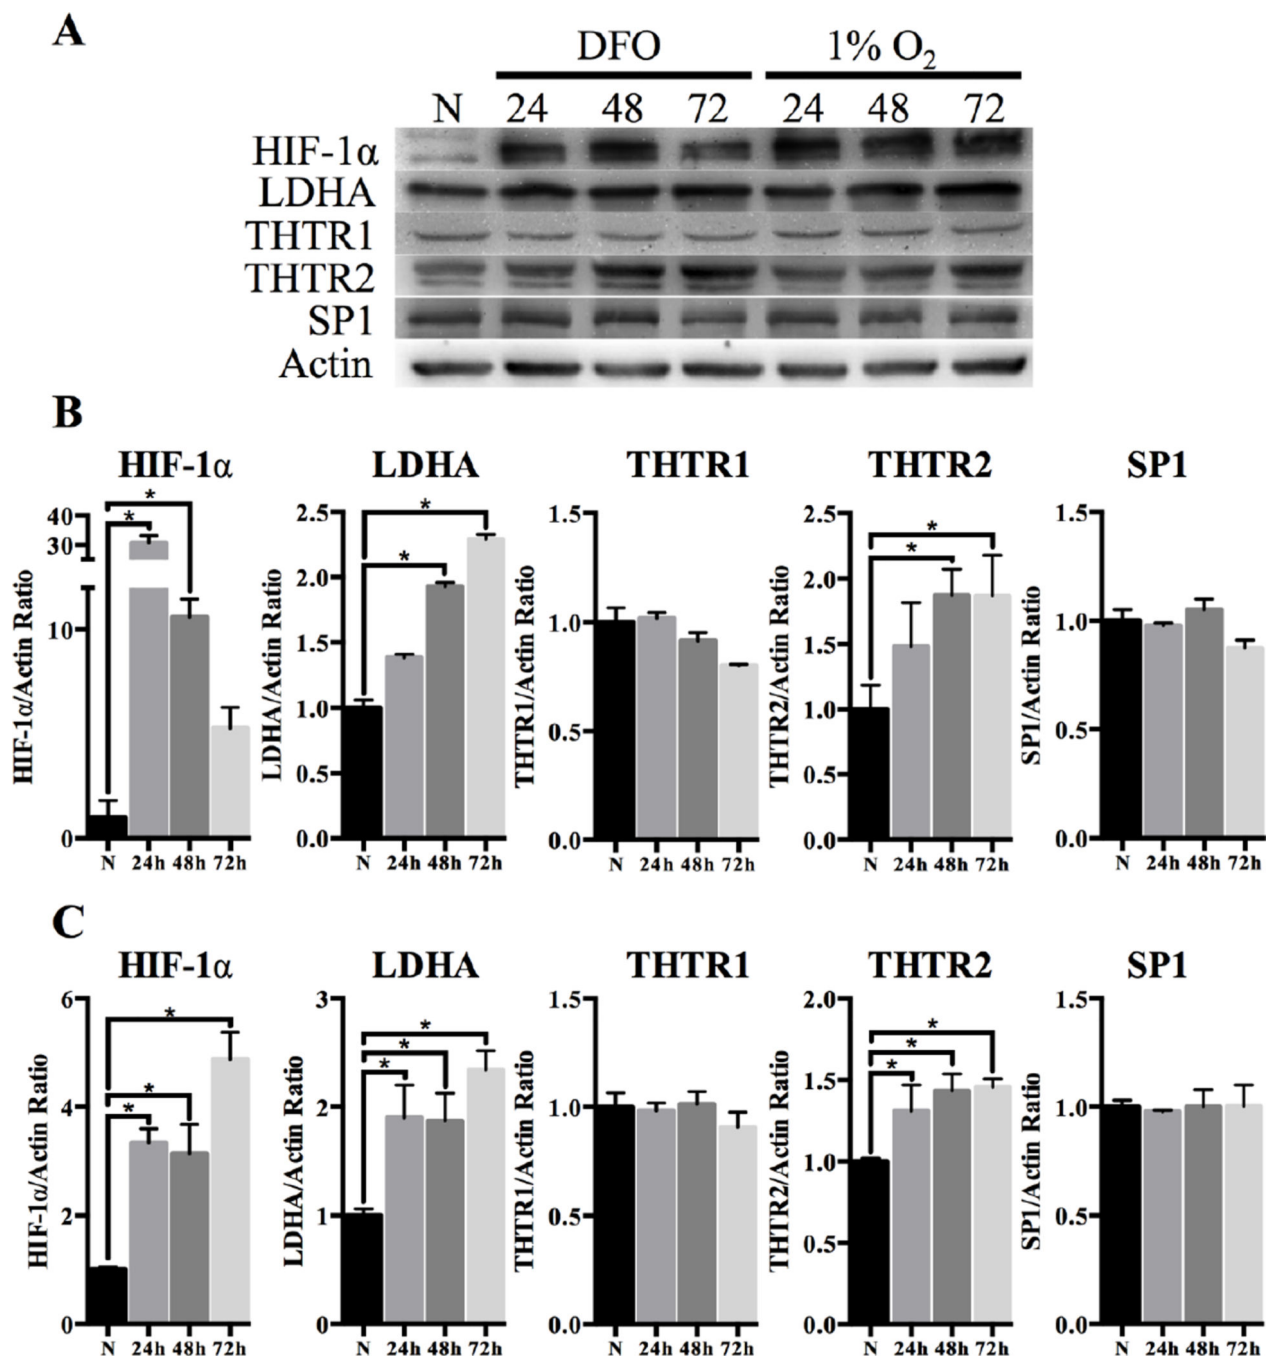 A
DFO 1% O₂
N 24 48 72 24 48 72
HIF-1α
LDHA
THTR1
THTR2
SP1
Actin
B
HIF-1α LDHA THTR1 THTR2 SP1
HIF-1α/Actin Ratio
40
30
10
0
* *
N 24h 48h 72h
LDHA/Actin Ratio
2.5
2.0
1.5
1.0
0.5
0.0
* *
N 24h 48h 72h
THTR1/Actin Ratio
1.5
1.0
0.5
0.0
N 24h 48h 72h
THTR2/Actin Ratio
2.5
2.0
1.5
1.0
0.5
0.0
* *
N 24h 48h 72h
SP1/Actin Ratio
1.5
1.0
0.5
0.0
N 24h 48h 72h
C
HIF-1α LDHA THTR1 THTR2 SP1
HIF-1α/Actin Ratio
6
4
2
0
* * *
N 24h 48h 72h
LDHA/Actin Ratio
3
2
1
0
* * *
N 24h 48h 72h
THTR1/Actin Ratio
1.5
1.0
0.5
0.0
N 24h 48h 72h
THTR2/Actin Ratio
2.0
1.5
1.0
0.5
0.0
* * *
N 24h 48h 72h
SP1/Actin Ratio
1.5
1.0
0.5
0.0
N 24h 48h 72h